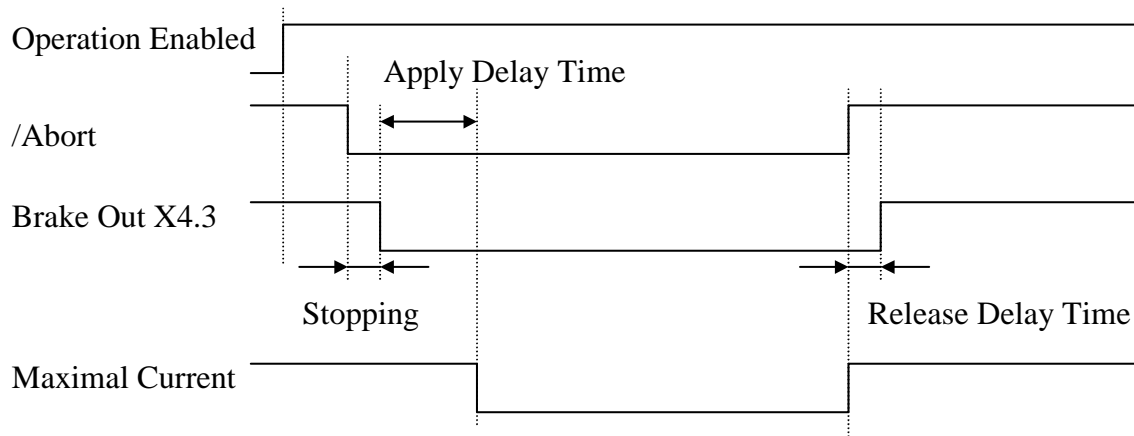 Operation Enabled
Apply Delay Time
/Abort
Brake Out X4.3
Stopping
Release Delay Time
Maximal Current